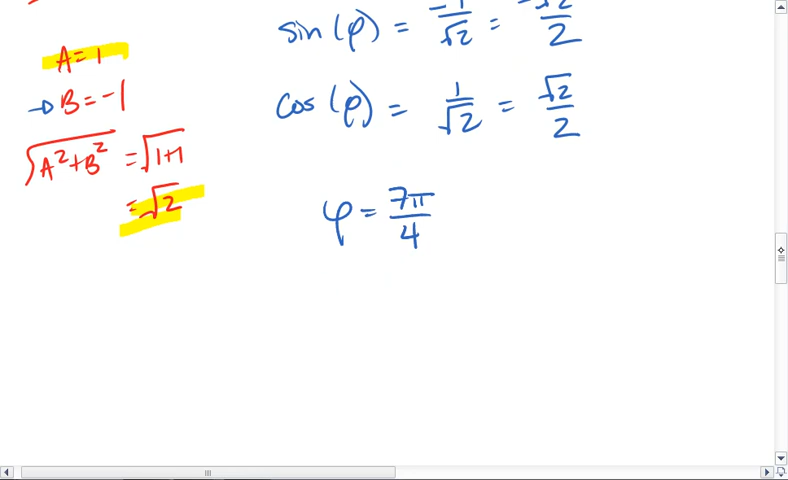 sin(φ) = -1/√2 = -√2/2
A = 1
→ B = -1
cos(φ) = 1/√2 = √2/2
√A²+B² = √1+1
= √2
φ = 7π/4